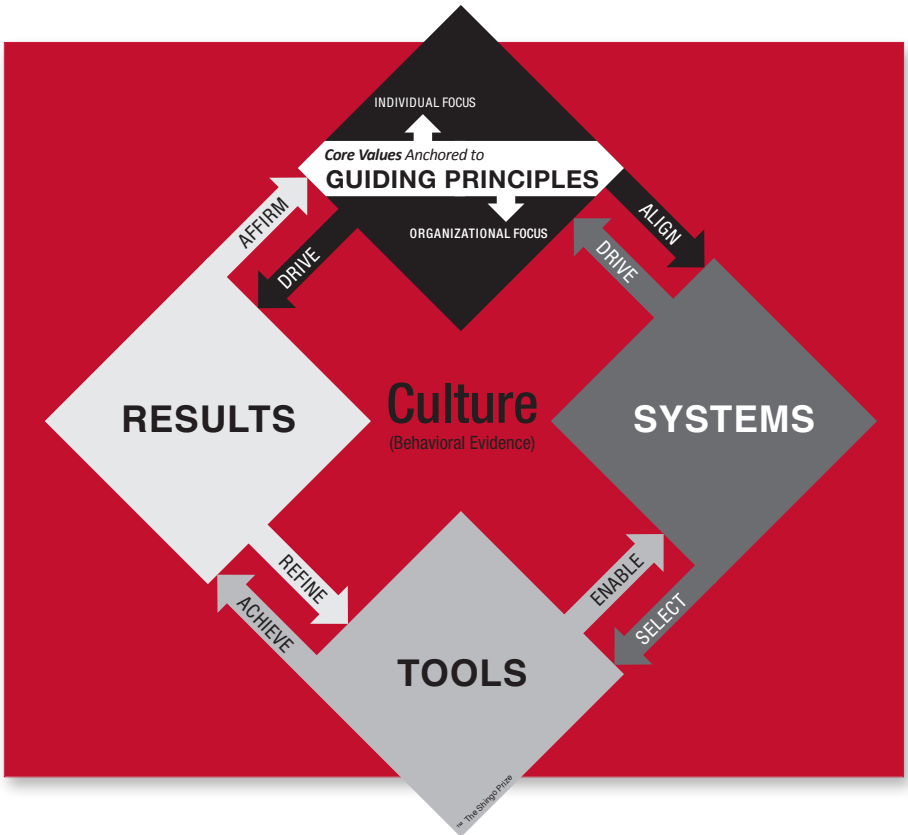 INDIVIDUAL FOCUS
Core Values Anchored to
GUIDING PRINCIPLES
ORGANIZATIONAL FOCUS
AFFIRM
DRIVE
ALIGN
DRIVE
RESULTS
Culture
(Behavioral Evidence)
SYSTEMS
REFINE
ACHIEVE
ENABLE
SELECT
TOOLS
™ The Shingo Prize